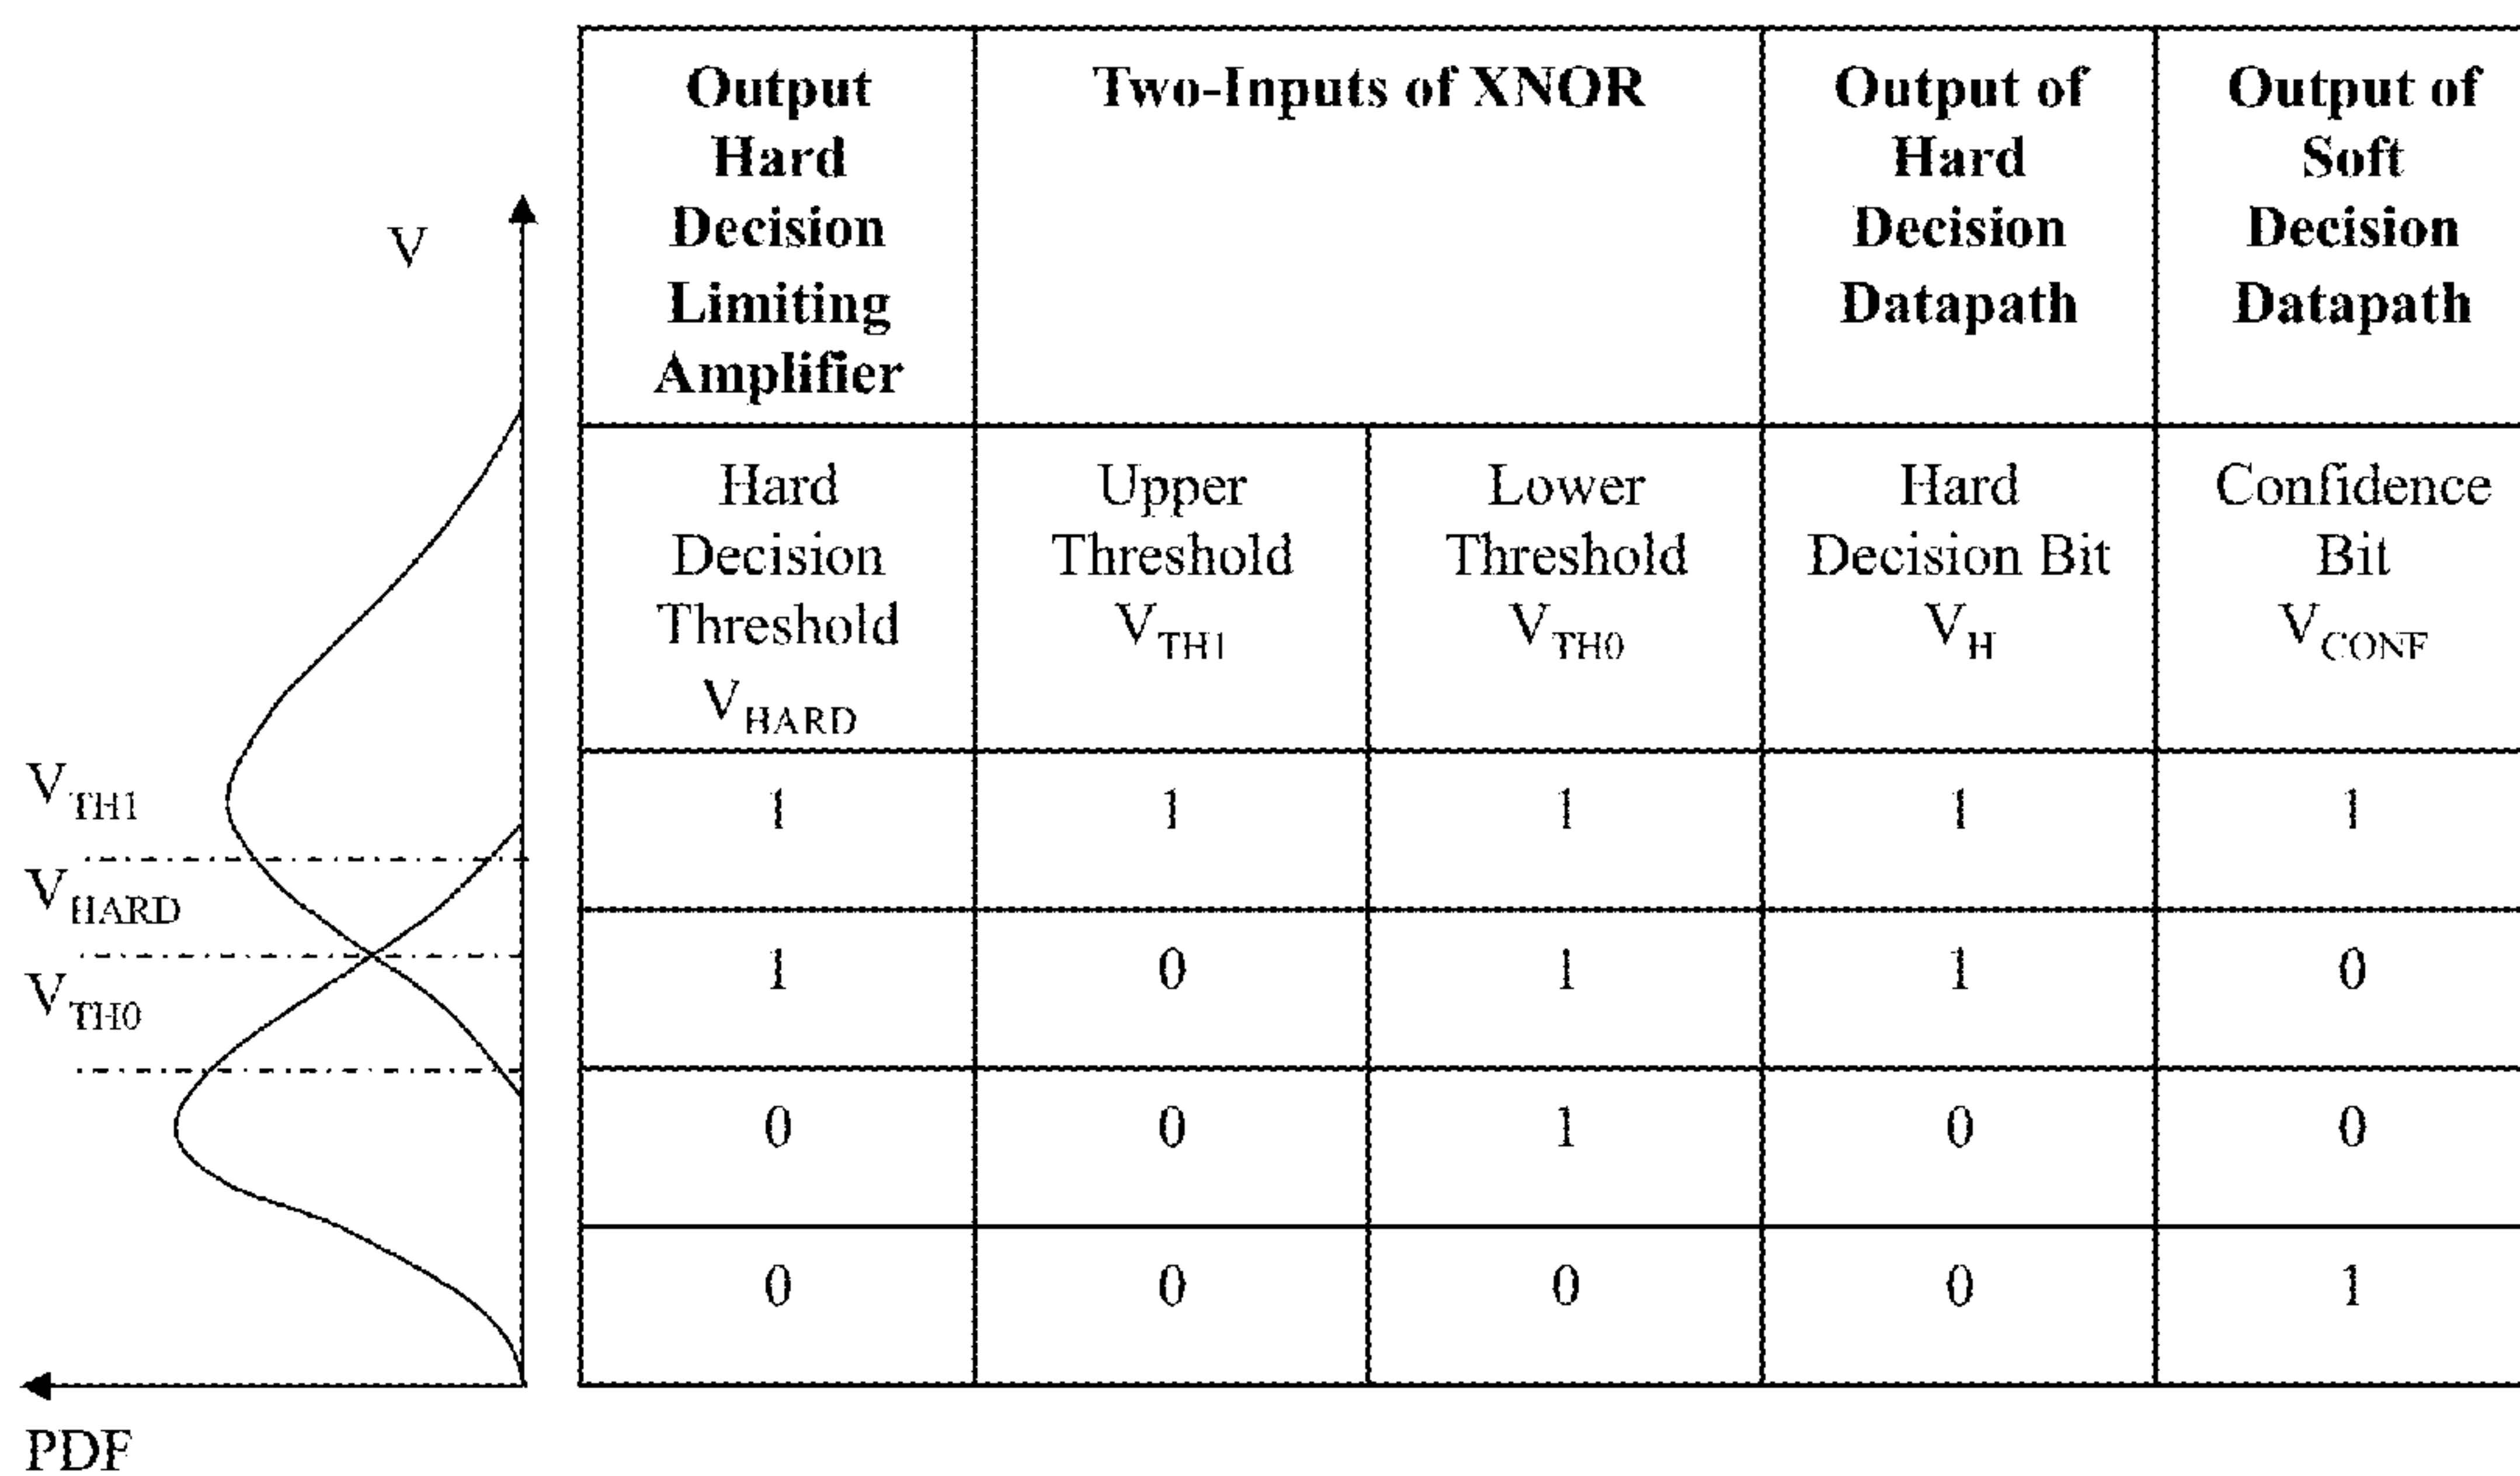 Output
Hard
Decision
Limiting
Amplifier
Two-Inputs of XNOR
Output of
Hard
Decision
Datapath
Output of
Soft
Decision
Datapath
Hard
Decision
Threshold
V_HARD
Upper
Threshold
V_TH1
Lower
Threshold
V_TH0
Hard
Decision Bit
V_H
Confidence
Bit
V_CONF
1 1 1 1 1
1 0 1 1 0
0 0 1 0 0
0 0 0 0 1
V
V_TH1
V_HARD
V_TH0
PDF